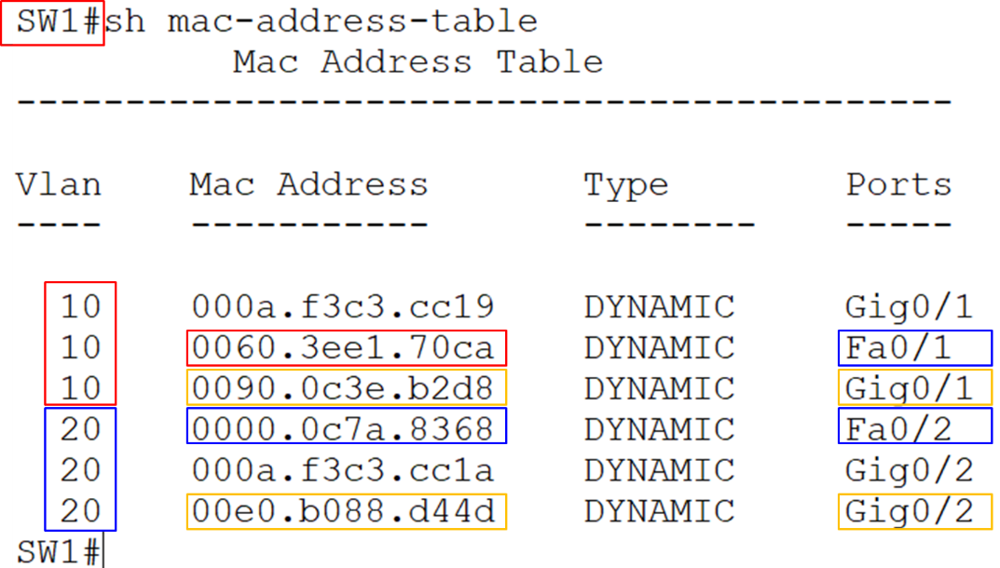 SW1#sh mac-address-table
Mac Address Table
-------------------------------------------
Vlan Mac Address Type Ports
---- ----------- -------- -----
10 000a.f3c3.cc19 DYNAMIC Gig0/1
10 0060.3ee1.70ca DYNAMIC Fa0/1
10 0090.0c3e.b2d8 DYNAMIC Gig0/1
20 0000.0c7a.8368 DYNAMIC Fa0/2
20 000a.f3c3.cc1a DYNAMIC Gig0/2
20 00e0.b088.d44d DYNAMIC Gig0/2
SW1#